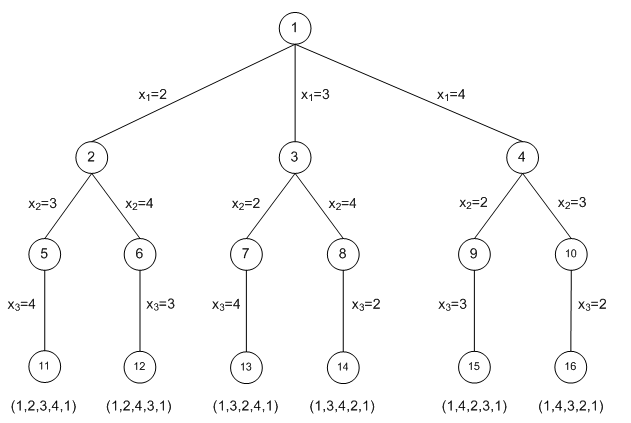 1
x₁=2
x₁=3
x₁=4
2
3
4
x₂=3
x₂=4
x₂=2
x₂=4
x₂=2
x₂=3
5
6
7
8
9
10
x₃=4
x₃=3
x₃=4
x₃=2
x₃=3
x₃=2
11
12
13
14
15
16
(1,2,3,4,1)
(1,2,4,3,1)
(1,3,2,4,1)
(1,3,4,2,1)
(1,4,2,3,1)
(1,4,3,2,1)